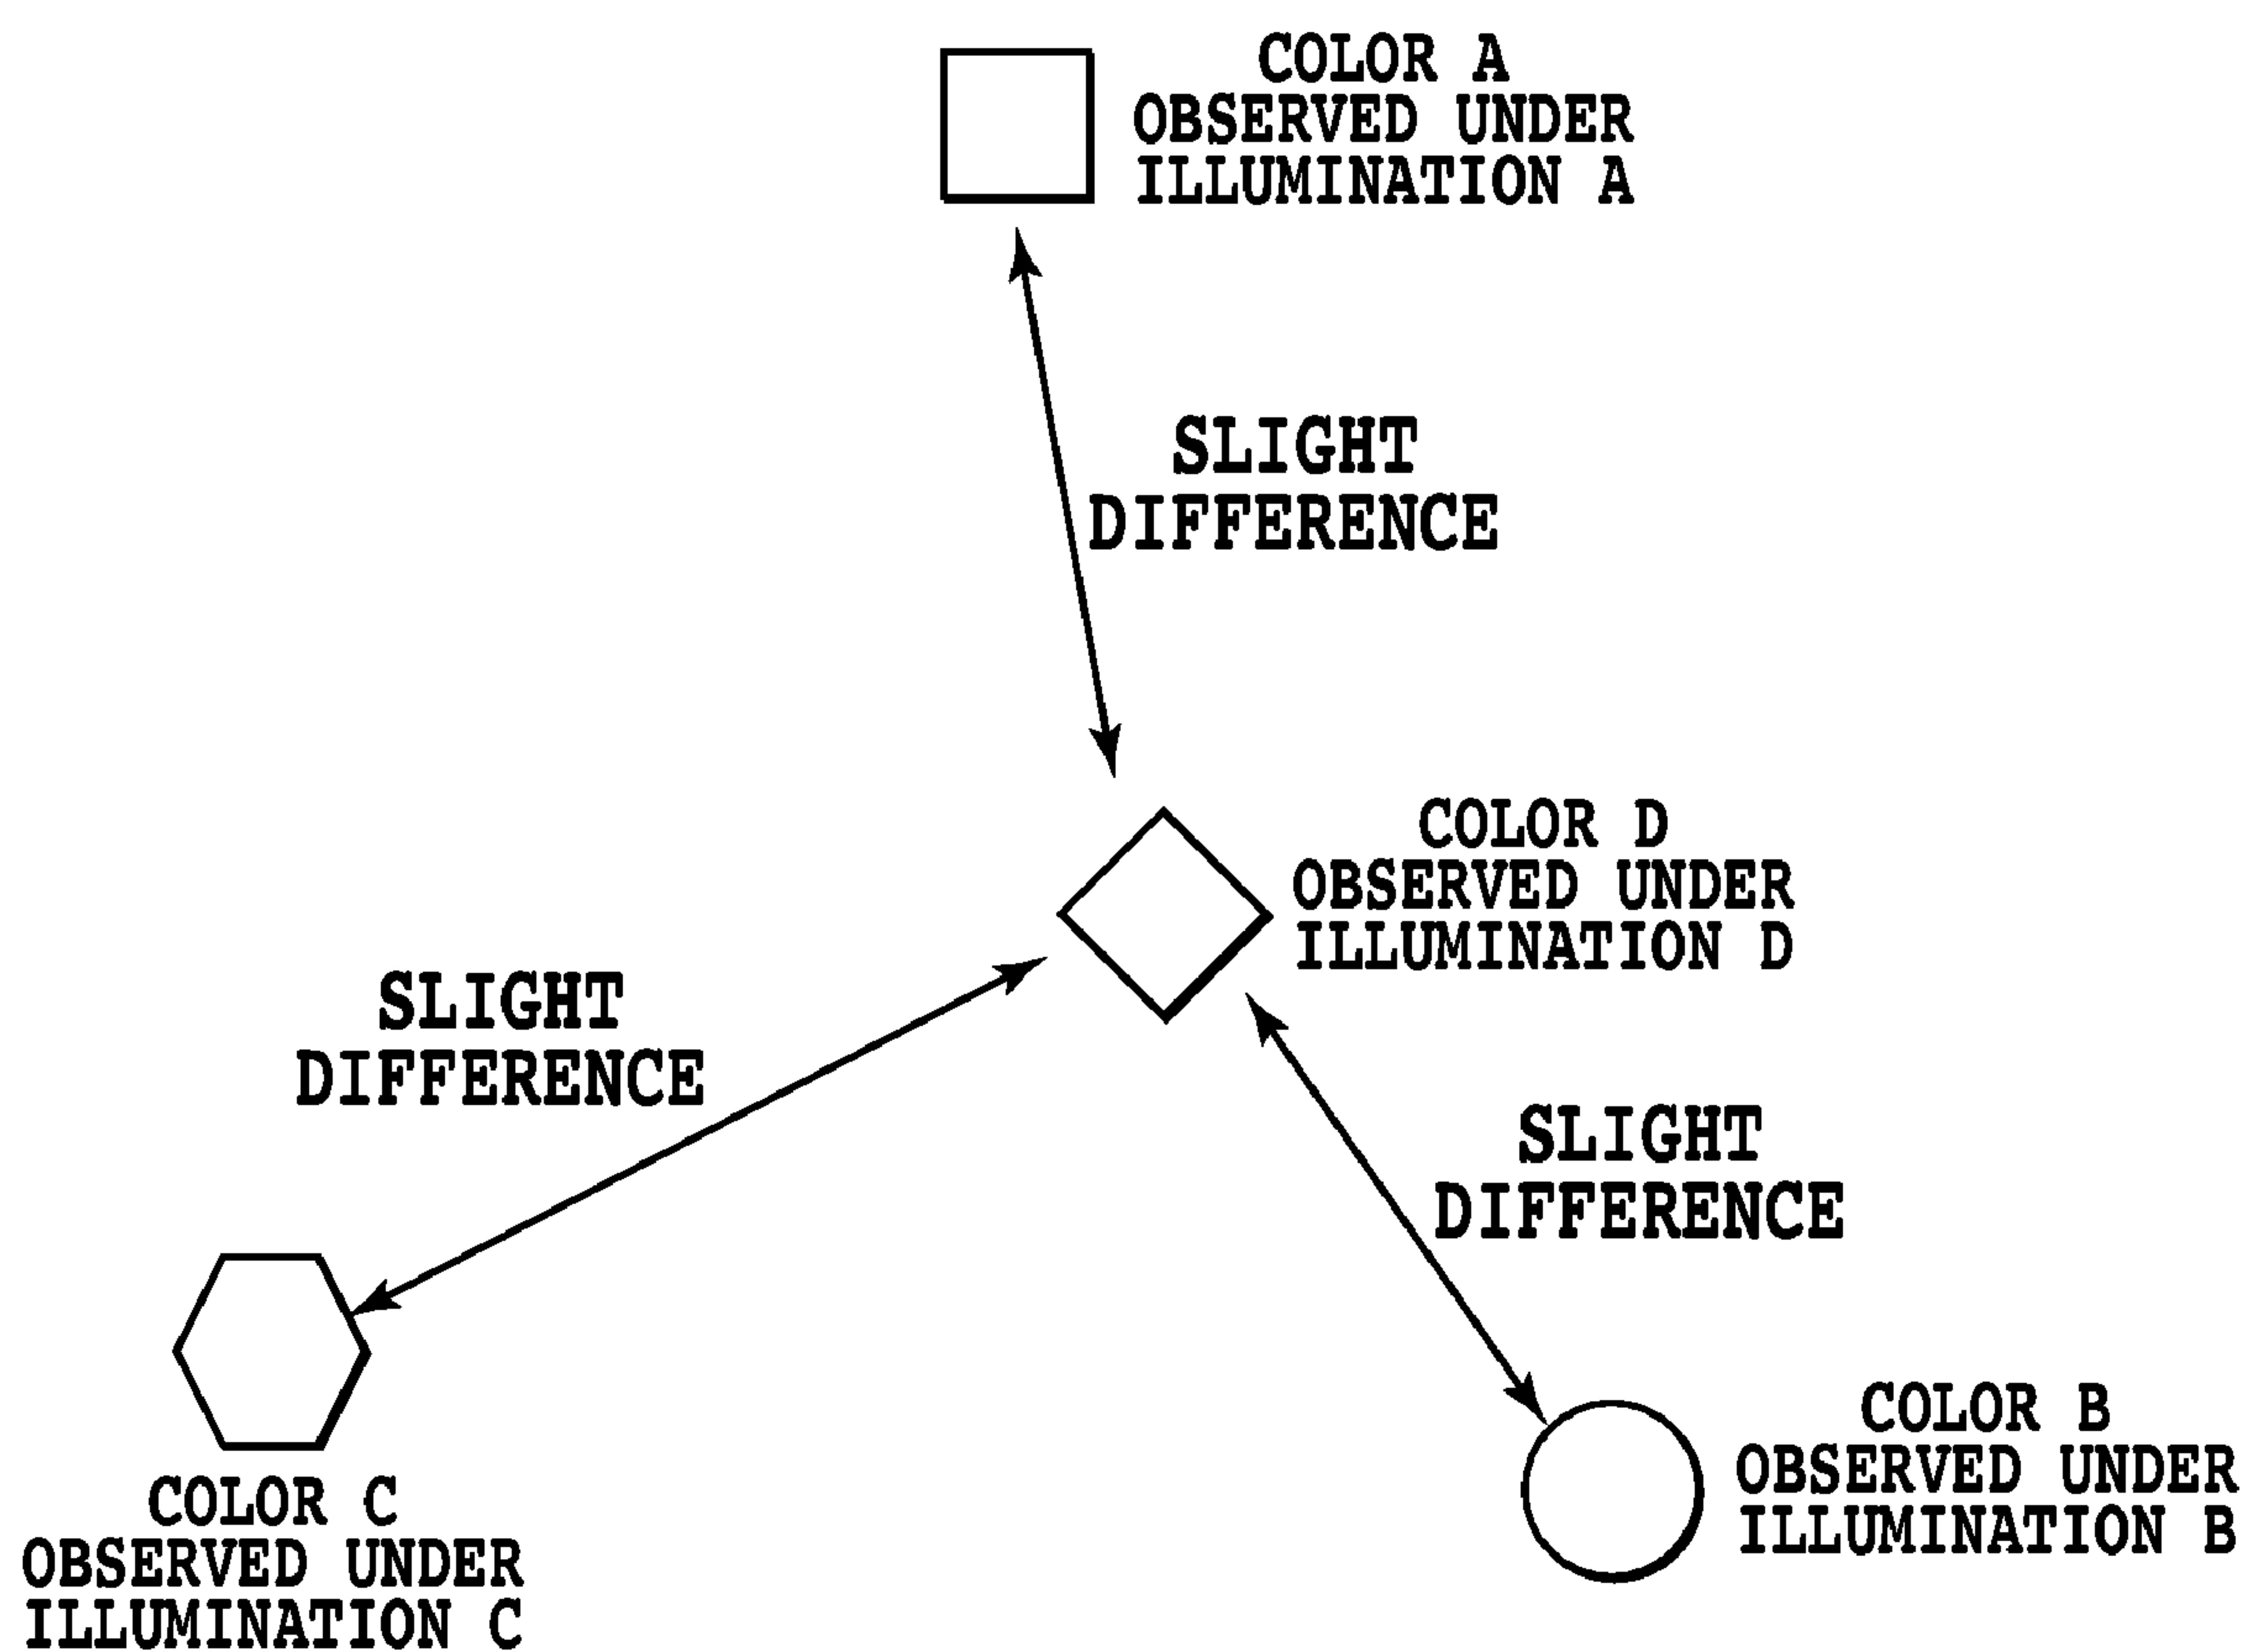 COLOR A
OBSERVED UNDER
ILLUMINATION A
SLIGHT
DIFFERENCE
COLOR D
OBSERVED UNDER
ILLUMINATION D
SLIGHT
DIFFERENCE
SLIGHT
DIFFERENCE
COLOR B
OBSERVED UNDER
ILLUMINATION B
COLOR C
OBSERVED UNDER
ILLUMINATION C